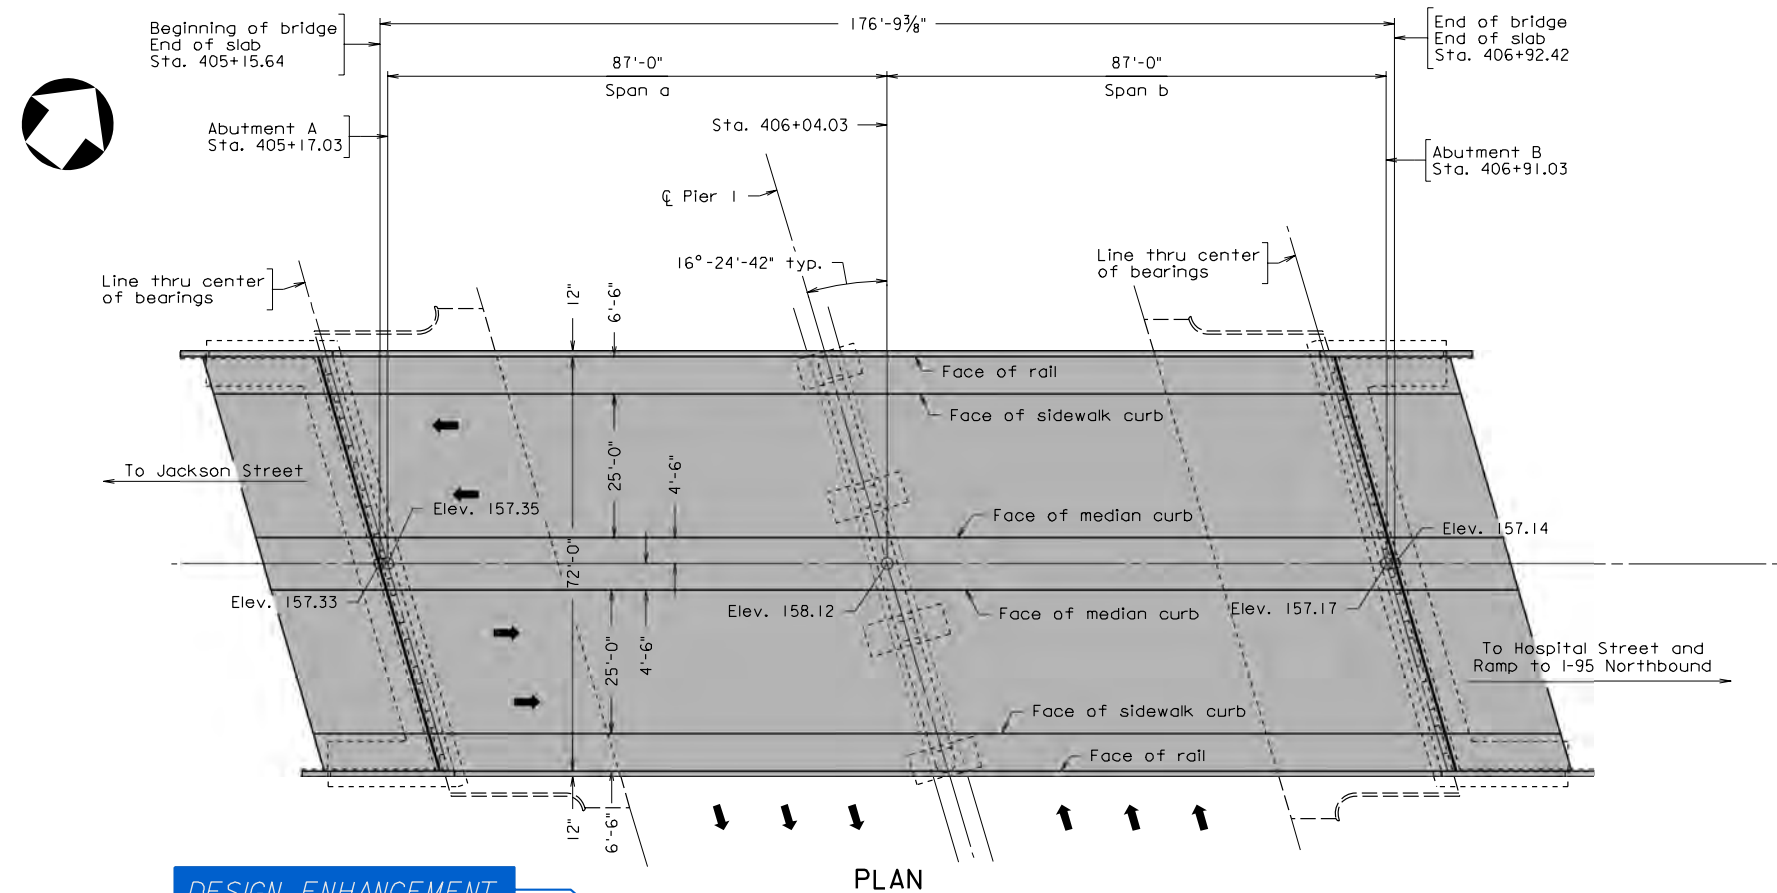 Beginning of bridge
End of slab
Sta. 405+15.64
176'-9⅜"
End of bridge
End of slab
Sta. 406+92.42
87'-0"
Span a
87'-0"
Span b
Abutment A
Sta. 405+17.03
Sta. 406+04.03
Abutment B
Sta. 406+91.03
℄ Pier 1
16°-24'-42" typ.
Line thru center
of bearings
Line thru center
of bearings
12"
6'-6"
Face of rail
Face of sidewalk curb
To Jackson Street
25'-0"
4'-6"
Elev. 157.35
Face of median curb
Elev. 157.14
72'-0"
Elev. 157.33
Elev. 158.12
Face of median curb
Elev. 157.17
25'-0"
4'-6"
To Hospital Street and
Ramp to I-95 Northbound
Face of sidewalk curb
Face of rail
12"
6'-6"
PLAN
DESIGN ENHANCEMENT